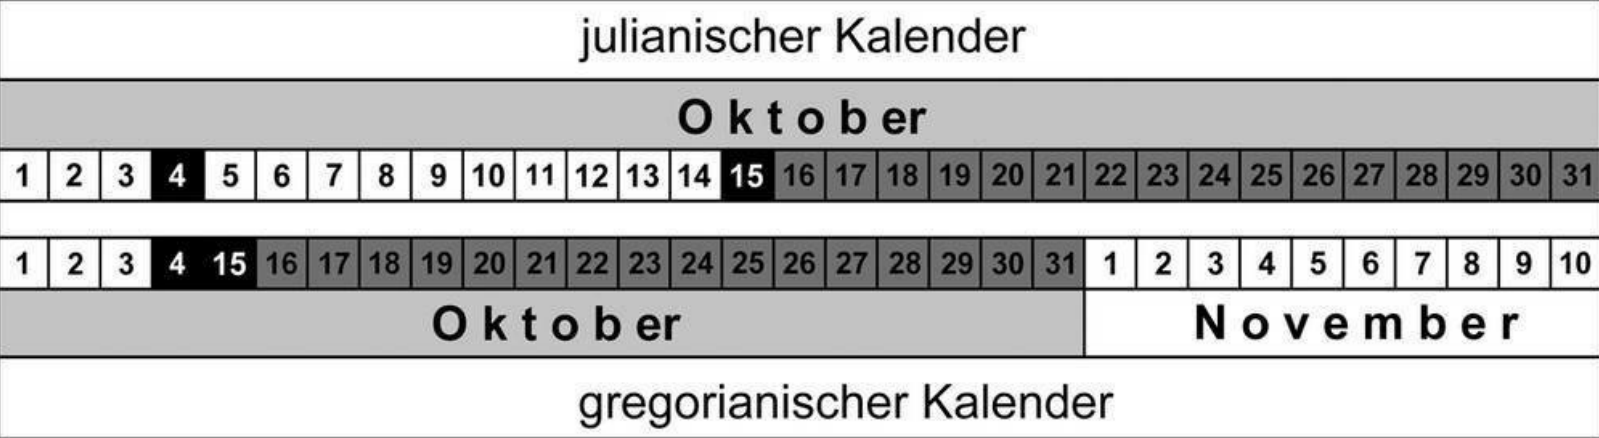 julianischer Kalender
Oktober
1 2 3 4 5 6 7 8 9 10 11 12 13 14 15 16 17 18 19 20 21 22 23 24 25 26 27 28 29 30 31
1 2 3 4 15 16 17 18 19 20 21 22 23 24 25 26 27 28 29 30 31 1 2 3 4 5 6 7 8 9 10
Oktober November
gregorianischer Kalender